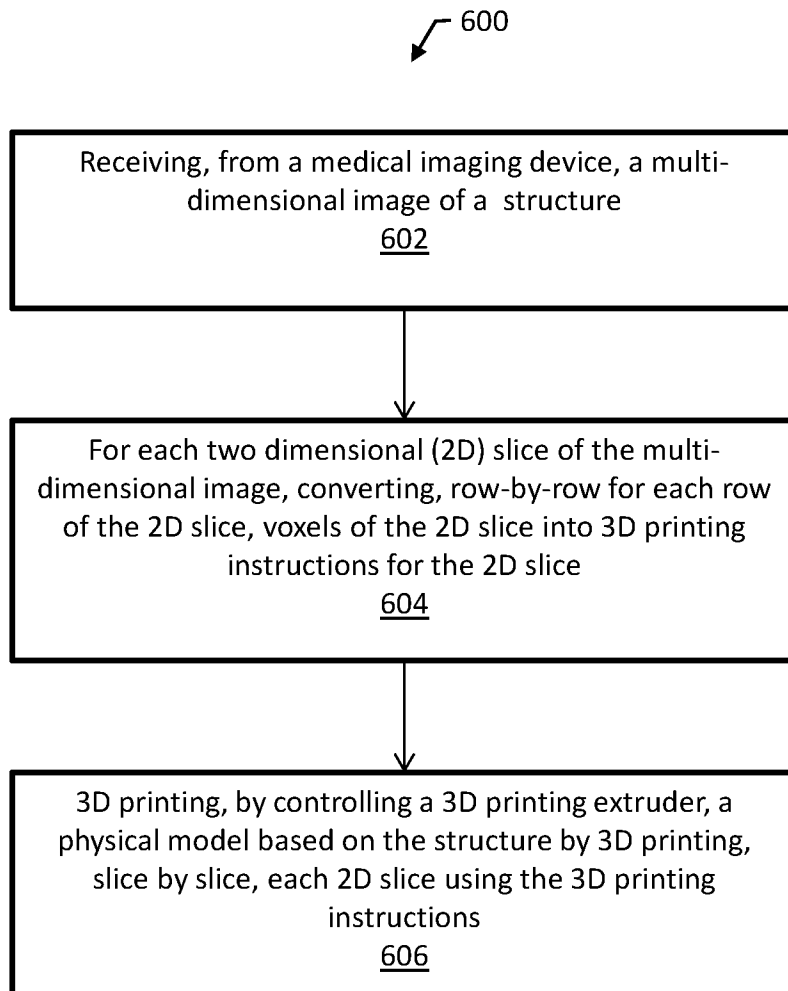 600
Receiving, from a medical imaging device, a multi-
dimensional image of a structure
602
For each two dimensional (2D) slice of the multi-
dimensional image, converting, row-by-row for each row
of the 2D slice, voxels of the 2D slice into 3D printing
instructions for the 2D slice
604
3D printing, by controlling a 3D printing extruder, a
physical model based on the structure by 3D printing,
slice by slice, each 2D slice using the 3D printing
instructions
606